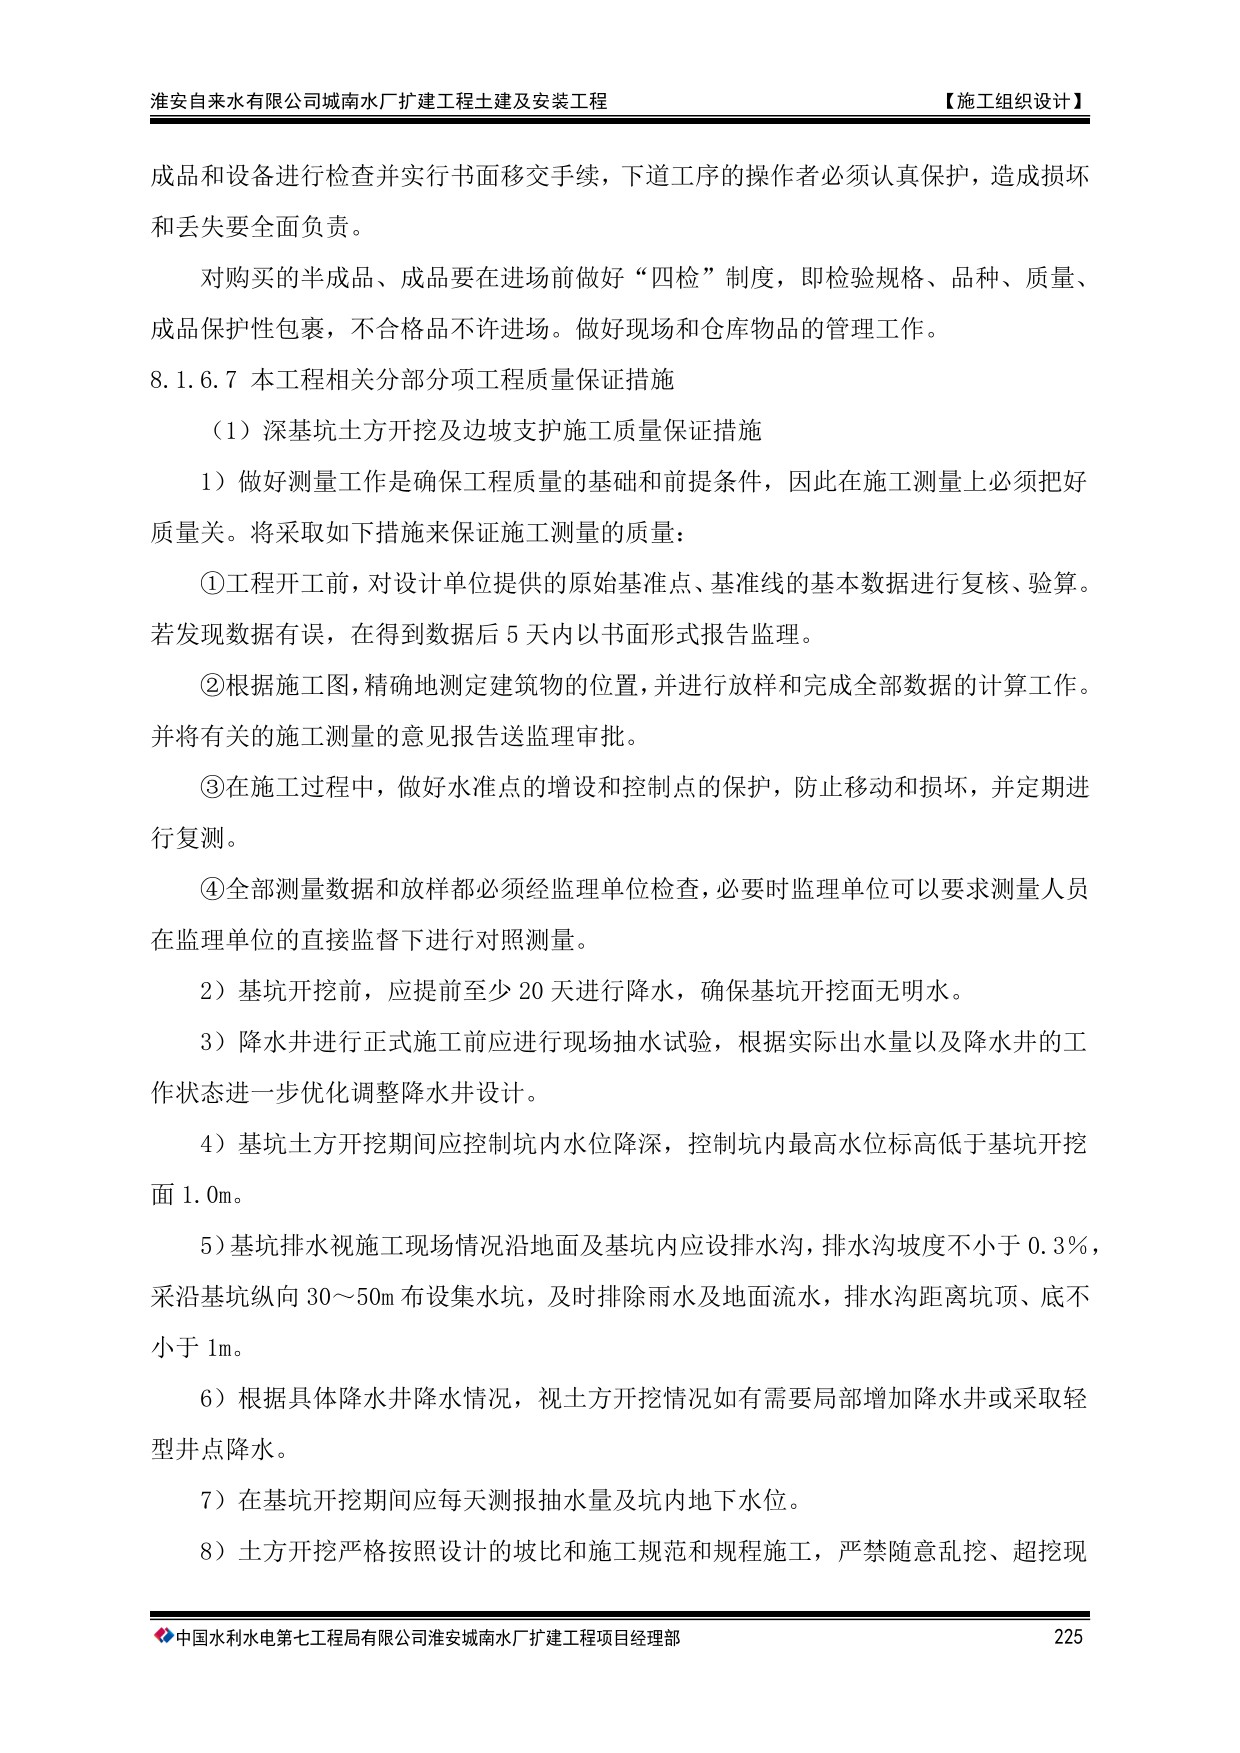 淮安自来水有限公司城南水厂扩建工程土建及安装工程 【施工组织设计】
成品和设备进行检查并实行书面移交手续，下道工序的操作者必须认真保护，造成损坏
和丢失要全面负责。
对购买的半成品、成品要在进场前做好“四检”制度，即检验规格、品种、质量、
成品保护性包裹，不合格品不许进场。做好现场和仓库物品的管理工作。
8.1.6.7 本工程相关分部分项工程质量保证措施
（1）深基坑土方开挖及边坡支护施工质量保证措施
1）做好测量工作是确保工程质量的基础和前提条件，因此在施工测量上必须把好
质量关。将采取如下措施来保证施工测量的质量：
①工程开工前，对设计单位提供的原始基准点、基准线的基本数据进行复核、验算。
若发现数据有误，在得到数据后 5 天内以书面形式报告监理。
②根据施工图，精确地测定建筑物的位置，并进行放样和完成全部数据的计算工作。
并将有关的施工测量的意见报告送监理审批。
③在施工过程中，做好水准点的增设和控制点的保护，防止移动和损坏，并定期进
行复测。
④全部测量数据和放样都必须经监理单位检查，必要时监理单位可以要求测量人员
在监理单位的直接监督下进行对照测量。
2）基坑开挖前，应提前至少 20 天进行降水，确保基坑开挖面无明水。
3）降水井进行正式施工前应进行现场抽水试验，根据实际出水量以及降水井的工
作状态进一步优化调整降水井设计。
4）基坑土方开挖期间应控制坑内水位降深，控制坑内最高水位标高低于基坑开挖
面 1.0m。
5）基坑排水视施工现场情况沿地面及基坑内应设排水沟，排水沟坡度不小于 0.3%，
采沿基坑纵向 30～50m 布设集水坑，及时排除雨水及地面流水，排水沟距离坑顶、底不
小于 1m。
6）根据具体降水井降水情况，视土方开挖情况如有需要局部增加降水井或采取轻
型井点降水。
7）在基坑开挖期间应每天测报抽水量及坑内地下水位。
8）土方开挖严格按照设计的坡比和施工规范和规程施工，严禁随意乱挖、超挖现
中国水利水电第七工程局有限公司淮安城南水厂扩建工程项目经理部 225